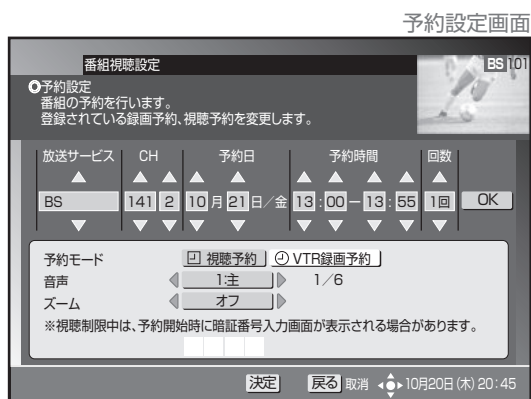 予約設定画面
番組視聴設定
BS 101
予約設定
番組の予約を行います。
登録されている録画予約、視聴予約を変更します。
放送サービス CH 予約日 予約時間 回数
BS 141 2 10月 21日/金 13:00－13:55 1回 OK
予約モード 視聴予約 VTR録画予約
音声 1:主 1/6
ズーム オフ
※視聴制限中は、予約開始時に暗証番号入力画面が表示される場合があります。
決定 戻る 取消 10月20日(木)20:45